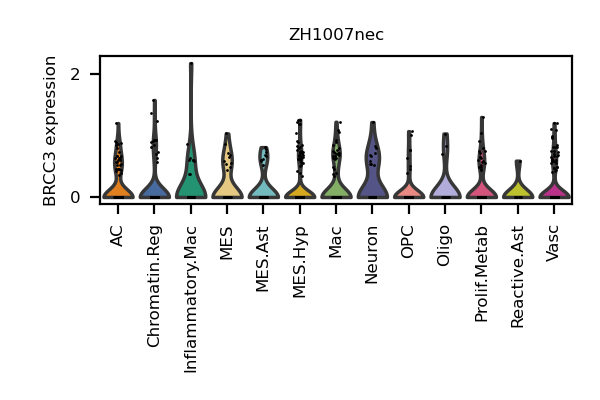 ZH1007nec
BRCC3 expression
2
0
AC
Chromatin.Reg
Inflammatory.Mac
MES
MES.Ast
MES.Hyp
Mac
Neuron
OPC
Oligo
Prolif.Metab
Reactive.Ast
Vasc